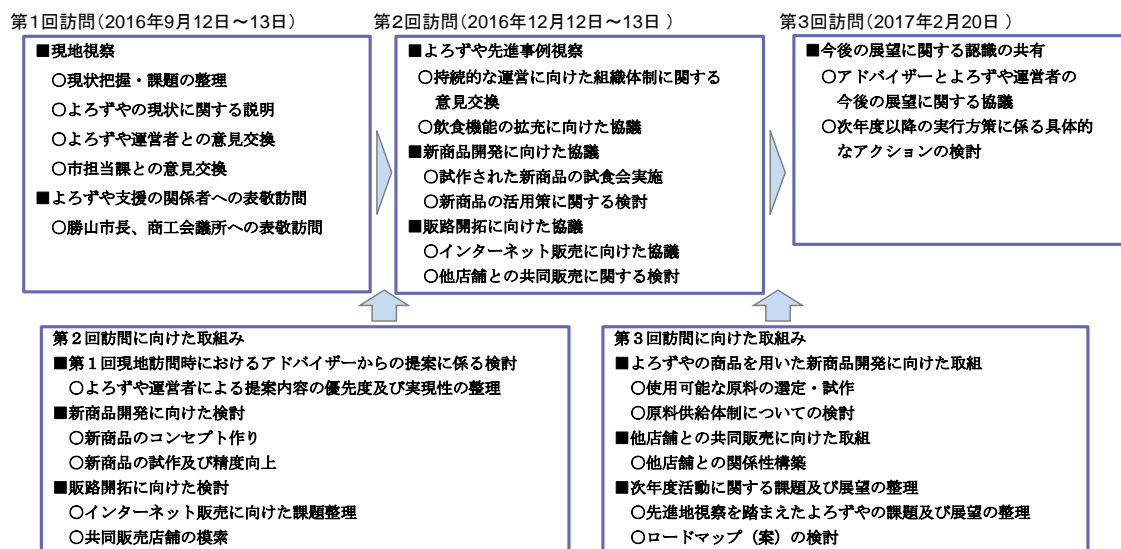 第1回訪問(2016年9月12日～13日)
■現地視察
○現状把握・課題の整理
○よろずやの現状に関する説明
○よろずや運営者との意見交換
○市担当課との意見交換
■よろずや支援の関係者への表敬訪問
○勝山市長、商工会議所への表敬訪問
第2回訪問(2016年12月12日～13日 )
■よろずや先進事例視察
○持続的な運営に向けた組織体制に関する
意見交換
○飲食機能の拡充に向けた協議
■新商品開発に向けた協議
○試作された新商品の試食会実施
○新商品の活用策に関する検討
■販路開拓に向けた協議
○インターネット販売に向けた協議
○他店舗との共同販売に関する検討
第3回訪問(2017年2月20日 )
■今後の展望に関する認識の共有
○アドバイザーとよろずや運営者の
今後の展望に関する協議
○次年度以降の実行方策に係る具体的
なアクションの検討
第２回訪問に向けた取組み
■第１回現地訪問時におけるアドバイザーからの提案に係る検討
○よろずや運営者による提案内容の優先度及び実現性の整理
■新商品開発に向けた検討
○新商品のコンセプト作り
○新商品の試作及び精度向上
■販路開拓に向けた検討
○インターネット販売に向けた課題整理
○共同販売店舗の模索
第３回訪問に向けた取組み
■よろずやの商品を用いた新商品開発に向けた取組
○使用可能な原料の選定・試作
○原料供給体制についての検討
■他店舗との共同販売に向けた取組
○他店舗との関係性構築
■次年度活動に関する課題及び展望の整理
○先進地視察を踏まえたよろずやの課題及び展望の整理
○ロードマップ（案）の検討